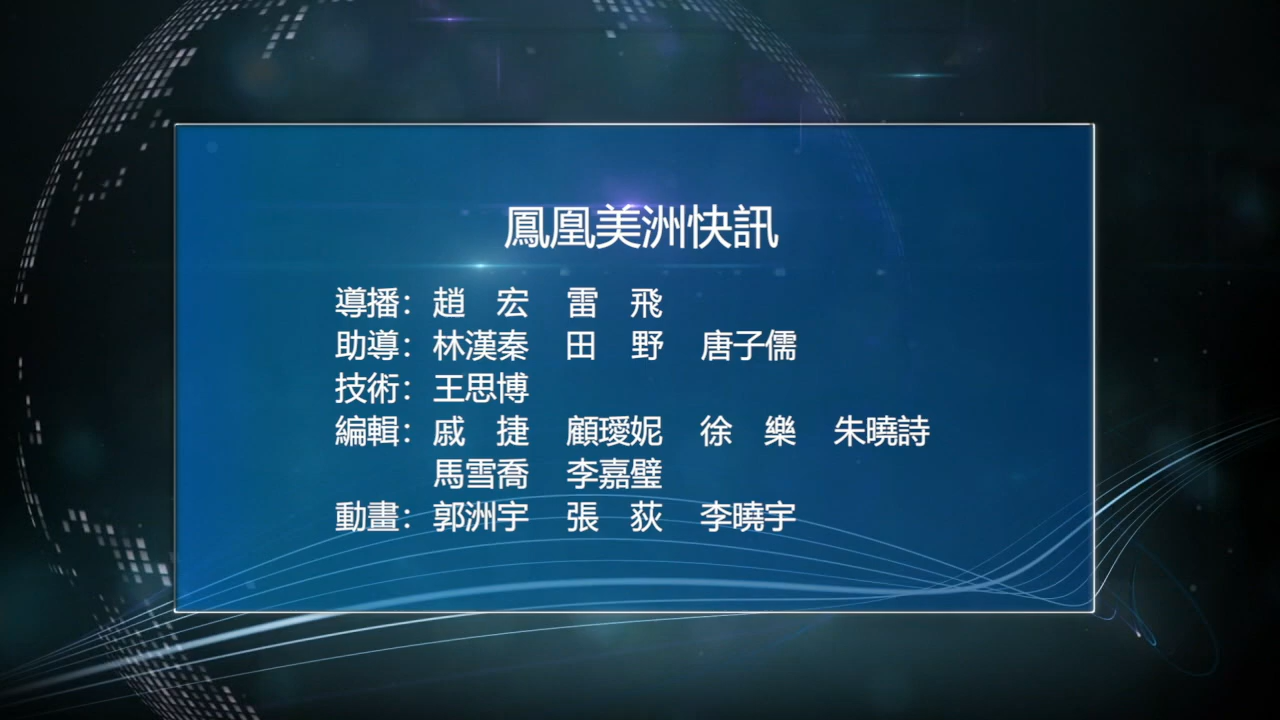 鳳凰美洲快訊
導播：趙　宏　雷　飛
助導：林漢秦　田　野　唐子儒
技術：王思博
編輯：戚　捷　顧璦妮　徐　樂　朱曉詩
馬雪喬　李嘉璧
動畫：郭洲宇　張　荻　李曉宇